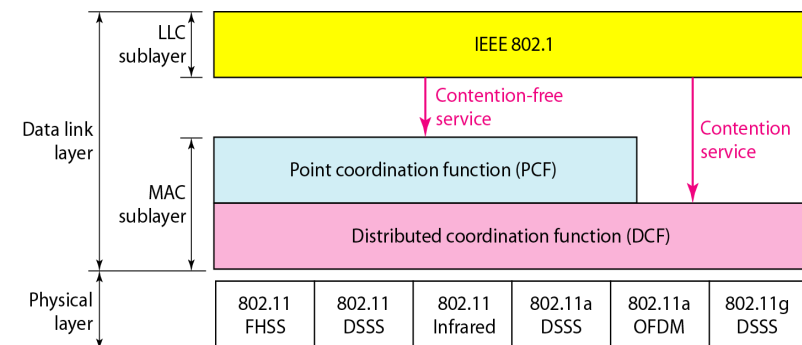 LLC
sublayer
IEEE 802.1
Contention-free
service
Contention
service
Data link
layer
MAC
sublayer
Point coordination function (PCF)
Distributed coordination function (DCF)
Physical
layer
802.11
FHSS
802.11
DSSS
802.11
Infrared
802.11a
DSSS
802.11a
OFDM
802.11g
DSSS